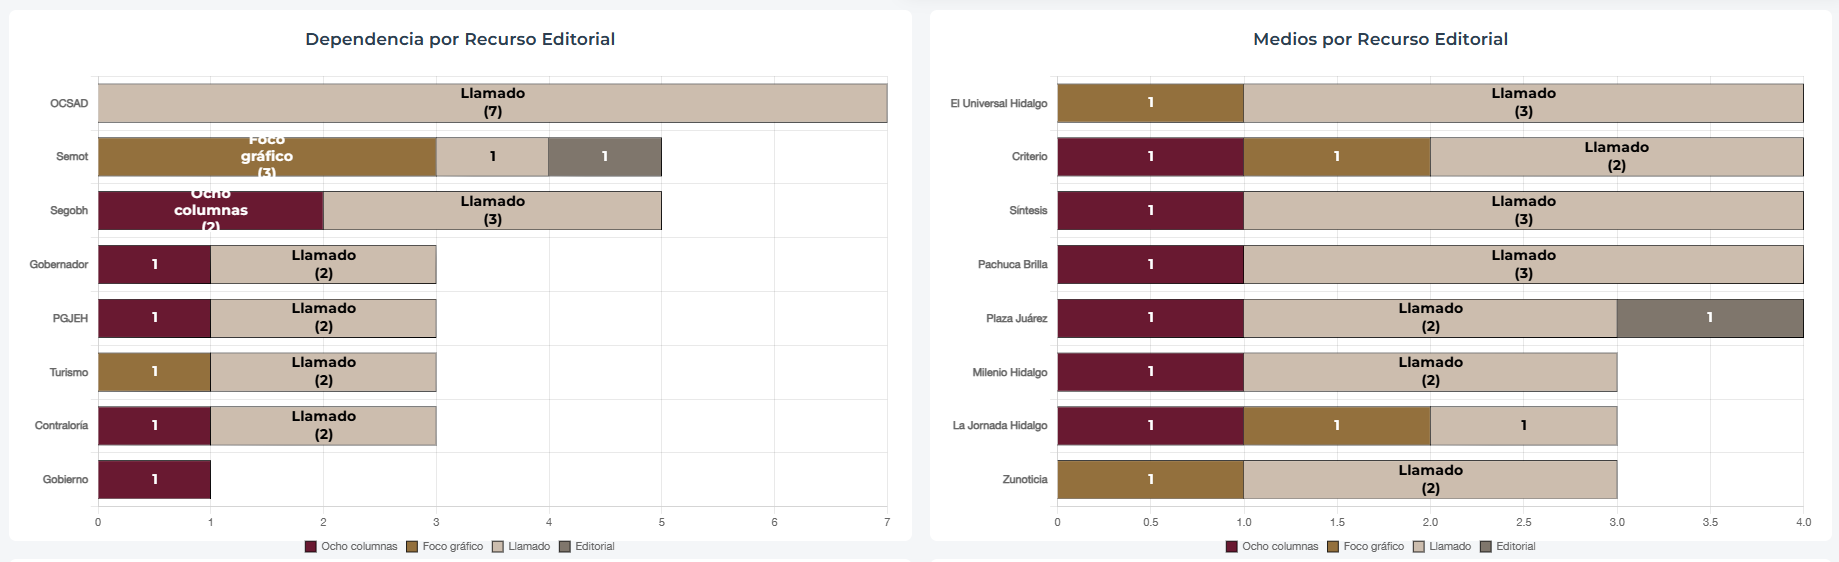 Dependencia por Recurso Editorial
OCSAD
Llamado
(7)
Semot
Foco
gráfico
(3)
1
1
Segobh
Ocho
columnas
(2)
Llamado
(3)
Gobernador
1
Llamado
(2)
PGJEH
1
Llamado
(2)
Turismo
1
Llamado
(2)
Contraloría
1
Llamado
(2)
Gobierno
1
0 1 2 3 4 5 6 7
Ocho columnas Foco gráfico Llamado Editorial
Medios por Recurso Editorial
El Universal Hidalgo
1
Llamado
(3)
Criterio
1
1
Llamado
(2)
Síntesis
1
Llamado
(3)
Pachuca Brilla
1
Llamado
(3)
Plaza Juárez
1
Llamado
(2)
1
Milenio Hidalgo
1
Llamado
(2)
La Jornada Hidalgo
1
1
1
Zunoticia
1
Llamado
(2)
0 0.5 1.0 1.5 2.0 2.5 3.0 3.5 4.0
Ocho columnas Foco gráfico Llamado Editorial